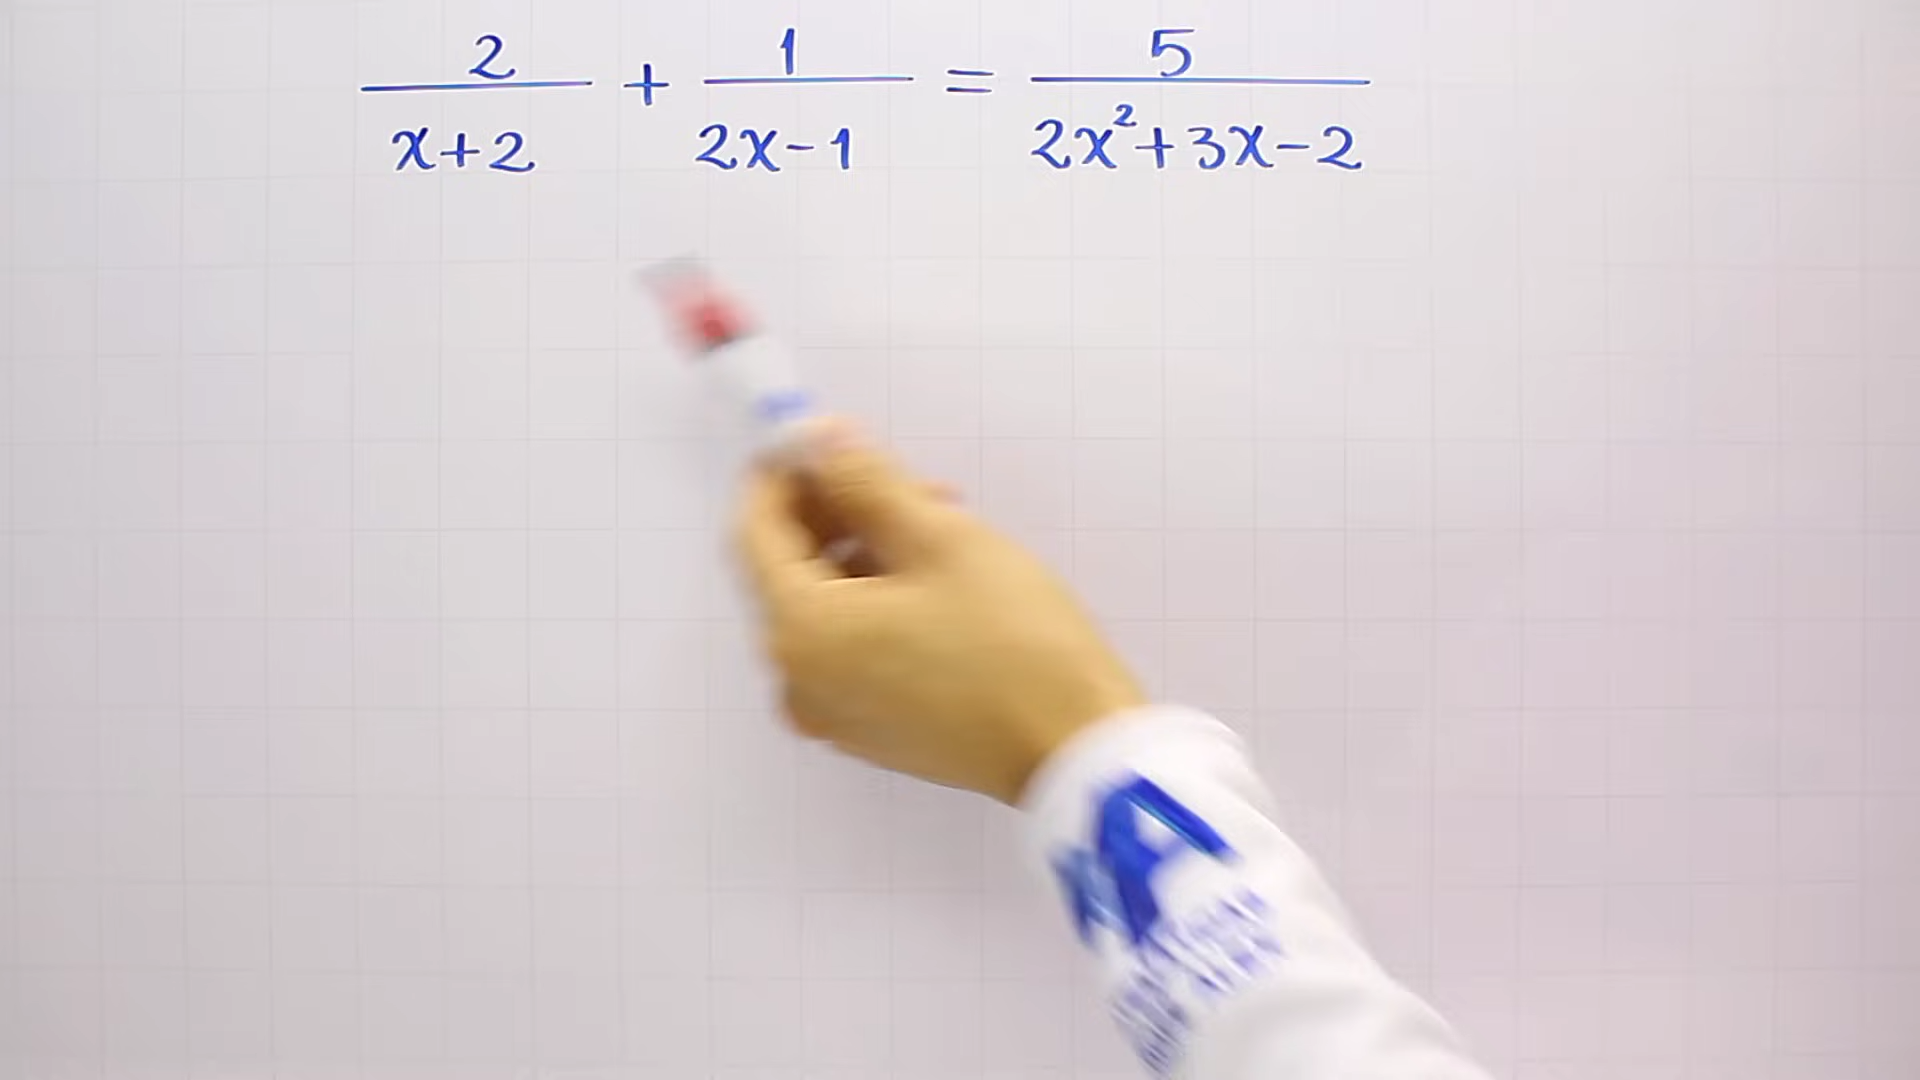 2/(x+2) + 1/(2x-1) = 5/(2x²+3x-2)
A